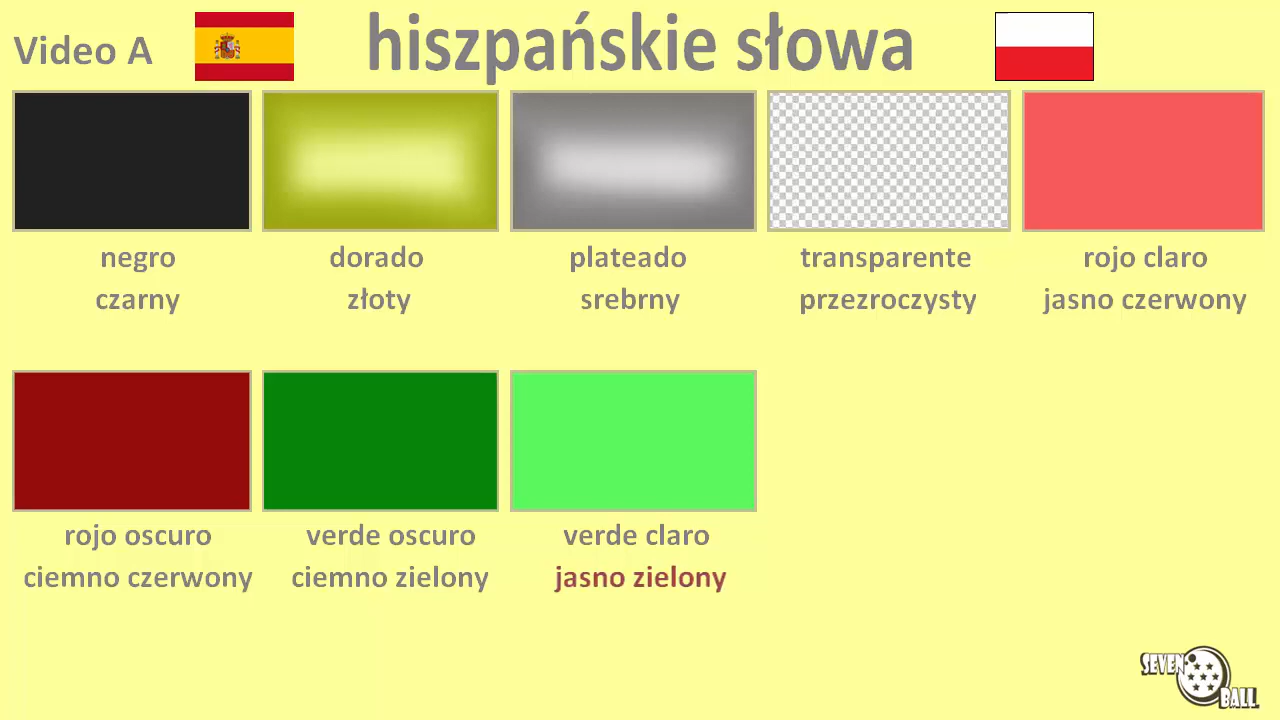 Video A
hiszpańskie słowa
negro
czarny
dorado
złoty
plateado
srebrny
transparente
przezroczysty
rojo claro
jasno czerwony
rojo oscuro
ciemno czerwony
verde oscuro
ciemno zielony
verde claro
jasno zielony
SEVEN
BALL